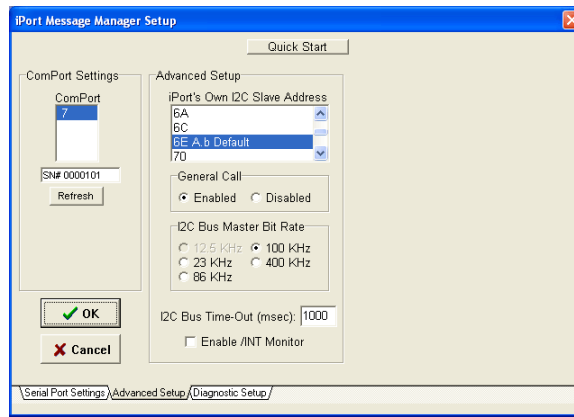 iPort Message Manager Setup
Quick Start
ComPort Settings
ComPort
7
SN# 0000101
Refresh
OK
Cancel
Advanced Setup
iPort's Own I2C Slave Address
6A
6C
6E A.b Default
70
General Call
Enabled Disabled
I2C Bus Master Bit Rate
12.5 KHz 100 KHz
23 KHz 400 KHz
86 KHz
I2C Bus Time-Out (msec): 1000
Enable /INT Monitor
Serial Port Settings Advanced Setup Diagnostic Setup